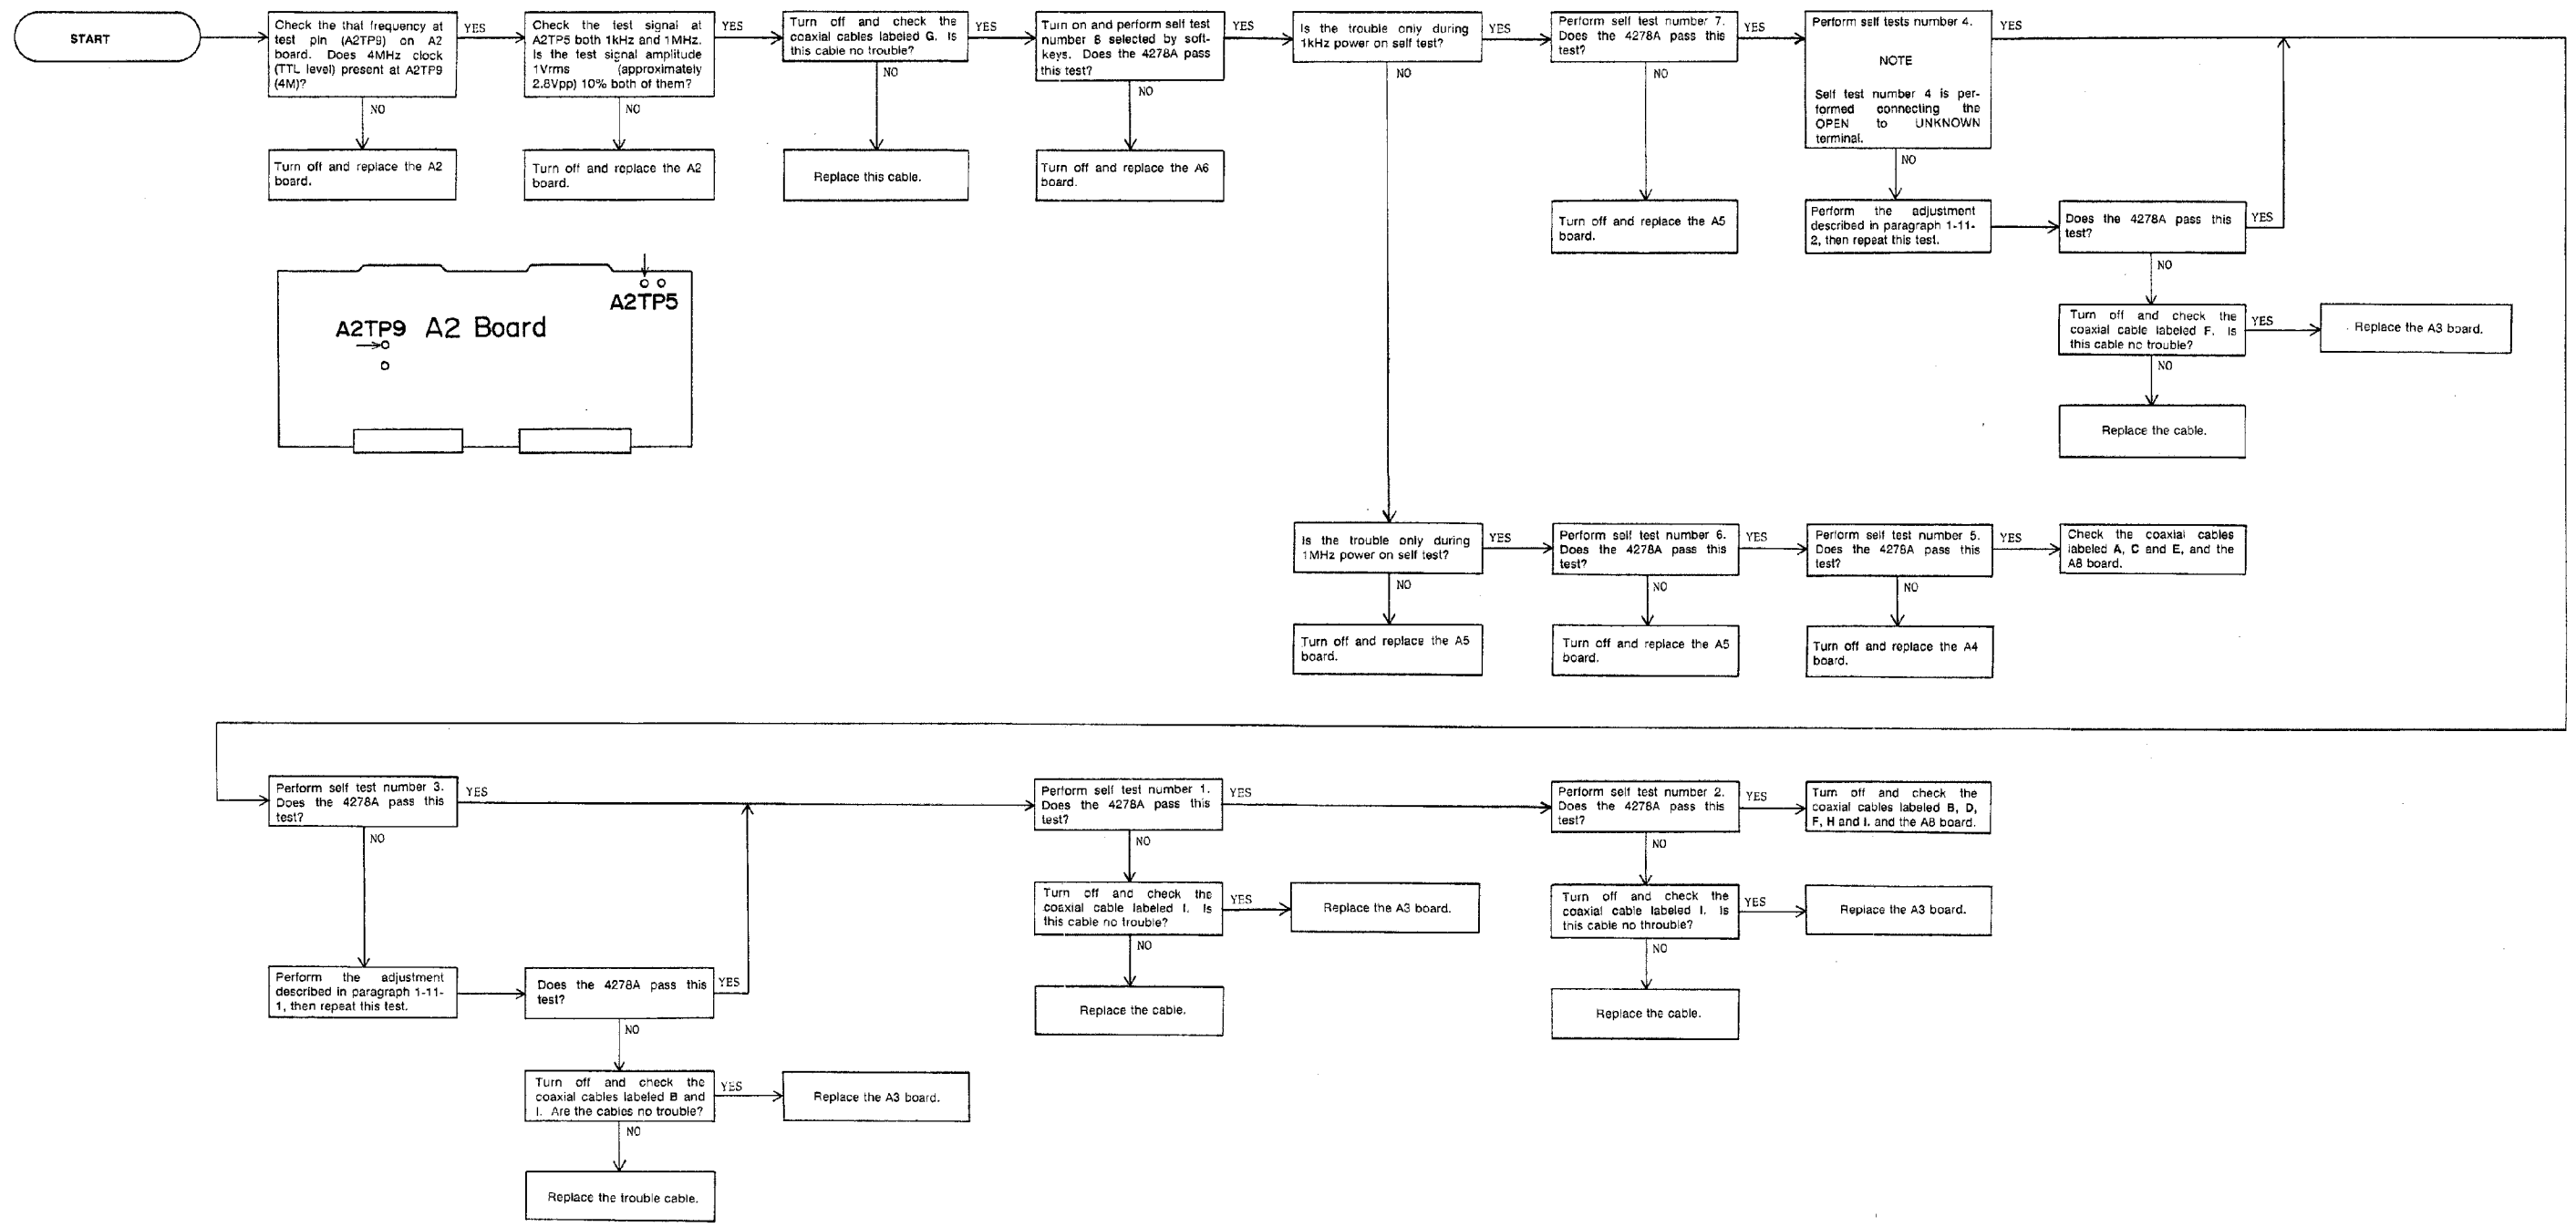 START
Check the that frequency at
test pin (A2TP9) on A2
board. Does 4MHz clock
(TTL level) present at A2TP9
(4M)?
YES
NO
Turn off and replace the A2
board.
Check the test signal at
A2TP5 both 1kHz and 1MHz.
Is the test signal amplitude
1Vrms (approximately
2.8Vpp) 10% both of them?
YES
NO
Turn off and replace the A2
board.
Turn off and check the
coaxial cables labeled G. Is
this cable no trouble?
YES
NO
Replace this cable.
Turn on and perform self test
number 8 selected by soft-
keys. Does the 4278A pass
this test?
YES
NO
Turn off and replace the A6
board.
Is the trouble only during
1kHz power on self test?
YES
NO
Perform self test number 7.
Does the 4278A pass this
test?
YES
NO
Turn off and replace the A5
board.
Perform self tests number 4.
NOTE
Self test number 4 is per-
formed connecting the
OPEN to UNKNOWN
terminal.
YES
NO
Perform the adjustment
described in paragraph 1-11-
2, then repeat this test.
Does the 4278A pass this
test?
YES
NO
Turn off and check the
coaxial cable labeled F. Is
this cable no trouble?
YES
Replace the A3 board.
NO
Replace the cable.
A2TP5
A2TP9 A2 Board
Is the trouble only during
1MHz power on self test?
YES
NO
Turn off and replace the A5
board.
Perform self test number 6.
Does the 4278A pass this
test?
YES
NO
Turn off and replace the A5
board.
Perform self test number 5.
Does the 4278A pass this
test?
YES
NO
Turn off and replace the A4
board.
Check the coaxial cables
labeled A, C and E, and the
A8 board.
Perform self test number 3.
Does the 4278A pass this
test?
YES
NO
Perform the adjustment
described in paragraph 1-11-
1, then repeat this test.
Does the 4278A pass this
test?
YES
NO
Turn off and check the
coaxial cables labeled B and
I. Are the cables no trouble?
YES
Replace the A3 board.
NO
Replace the trouble cable.
Perform self test number 1.
Does the 4278A pass this
test?
YES
NO
Turn off and check the
coaxial cable labeled I. Is
this cable no trouble?
YES
Replace the A3 board.
NO
Replace the cable.
Perform self test number 2.
Does the 4278A pass this
test?
YES
NO
Turn off and check the
coaxial cable labeled I. Is
this cable no throuble?
YES
Replace the A3 board.
NO
Replace the cable.
Turn off and check the
coaxial cables labeled B, D,
F, H and I. and the A8 board.